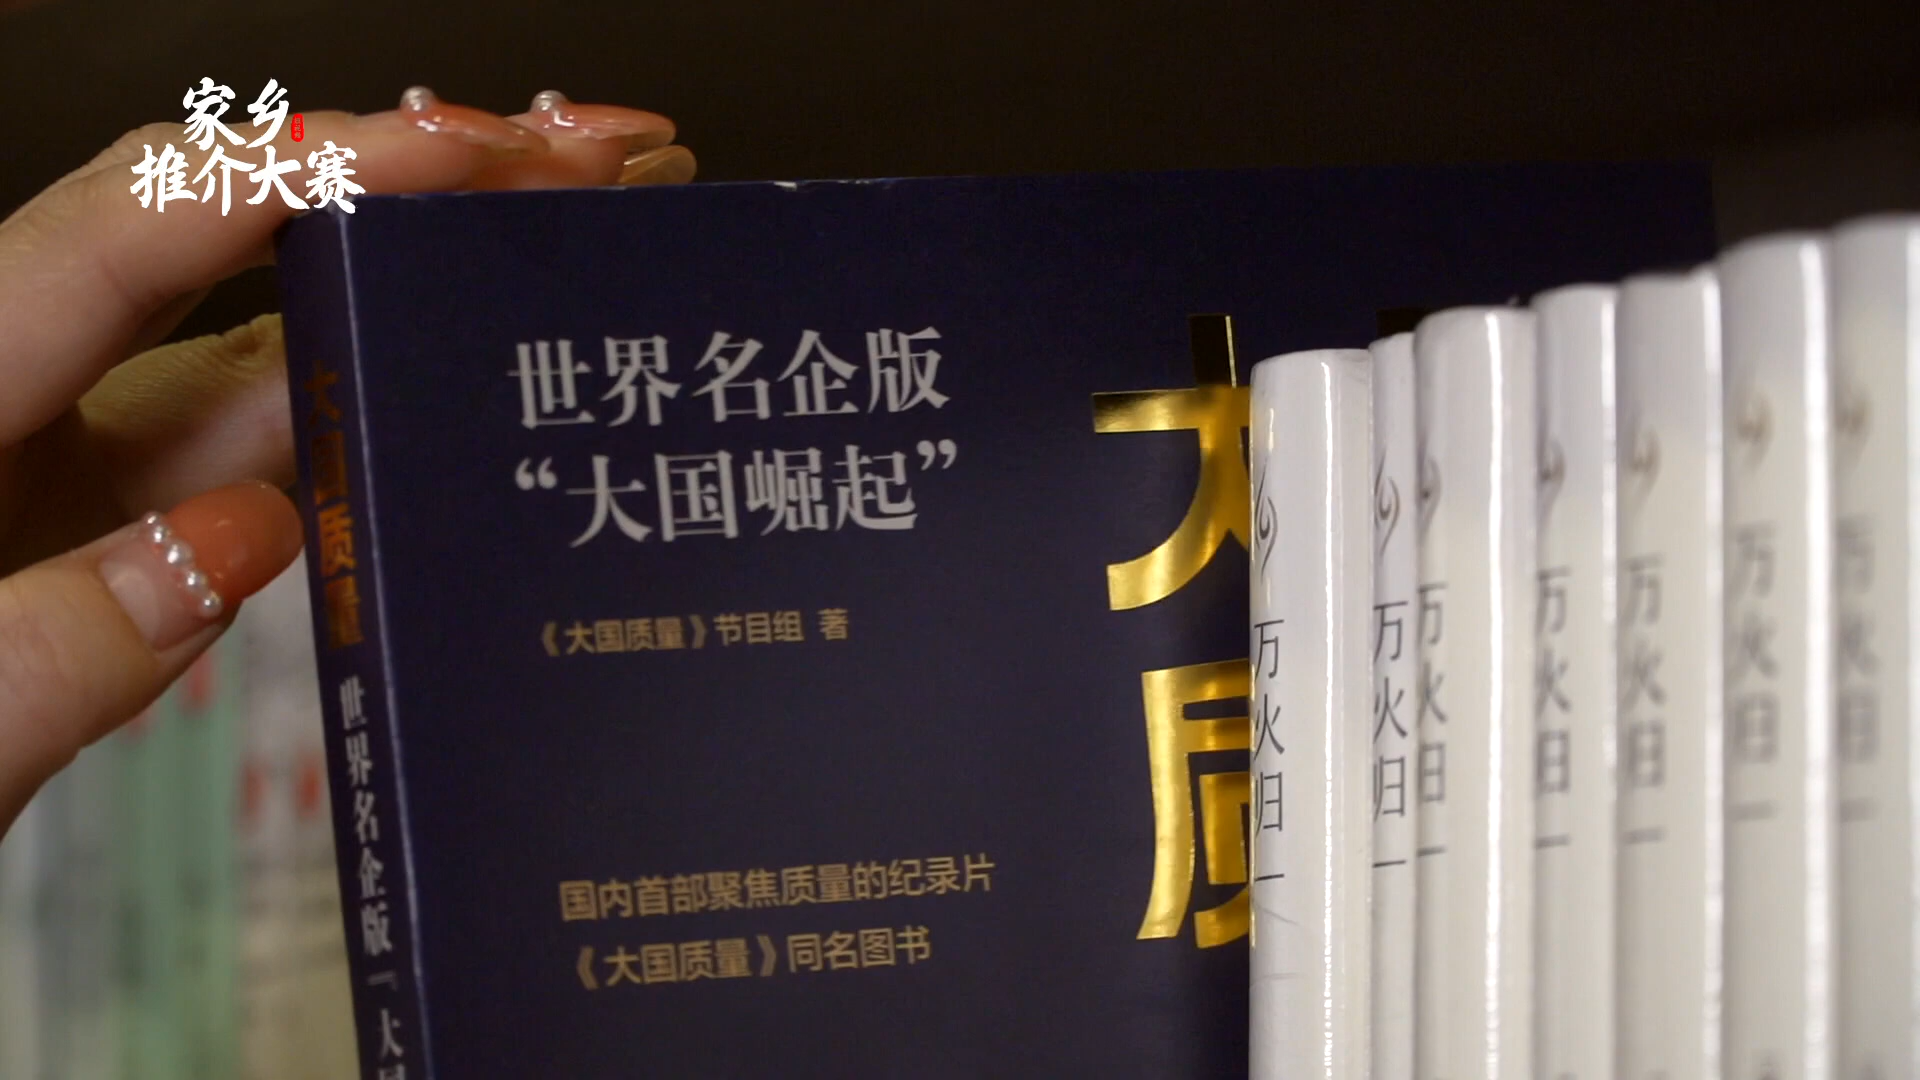 家乡
推介大赛
世界名企版
“大国崛起”
《大国质量》节目组 著
国内首部聚焦质量的纪录片
《大国质量》同名图书
大
质
大国质量 世界名企版「大
万火归一
万火归一
万火归一
万火归一
万火归一
万火归一
万火归一